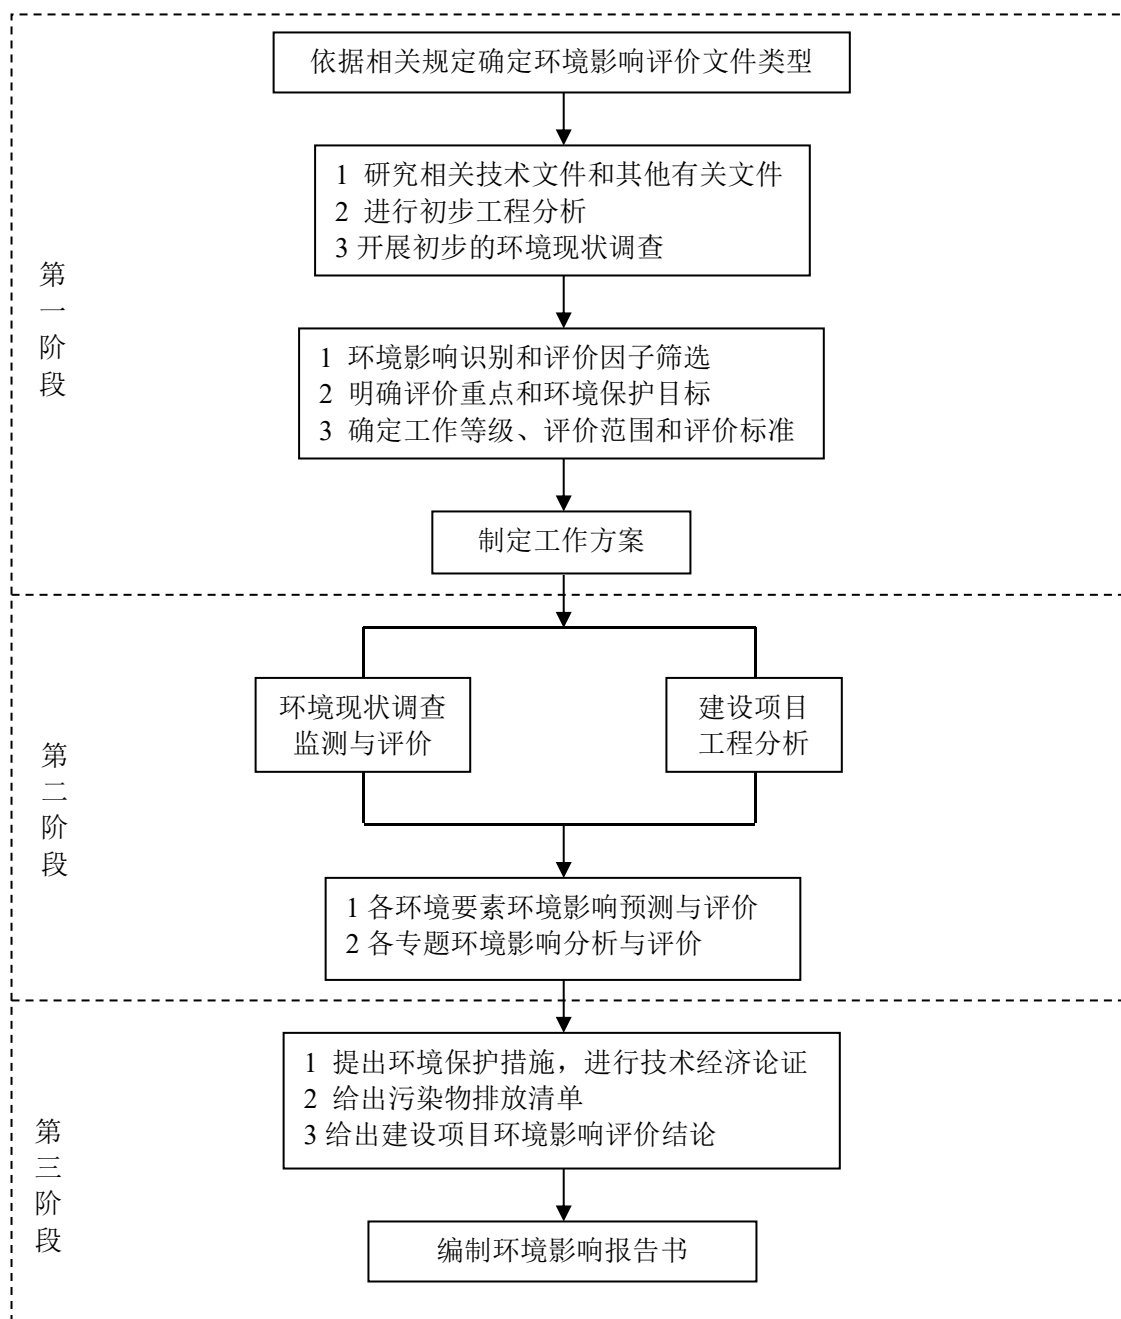 依据相关规定确定环境影响评价文件类型
1 研究相关技术文件和其他有关文件
2 进行初步工程分析
3 开展初步的环境现状调查
第一阶段
1 环境影响识别和评价因子筛选
2 明确评价重点和环境保护目标
3 确定工作等级、评价范围和评价标准
制定工作方案
环境现状调查
监测与评价
建设项目
工程分析
第二阶段
1 各环境要素环境影响预测与评价
2 各专题环境影响分析与评价
1 提出环境保护措施，进行技术经济论证
2 给出污染物排放清单
3 给出建设项目环境影响评价结论
第三阶段
编制环境影响报告书